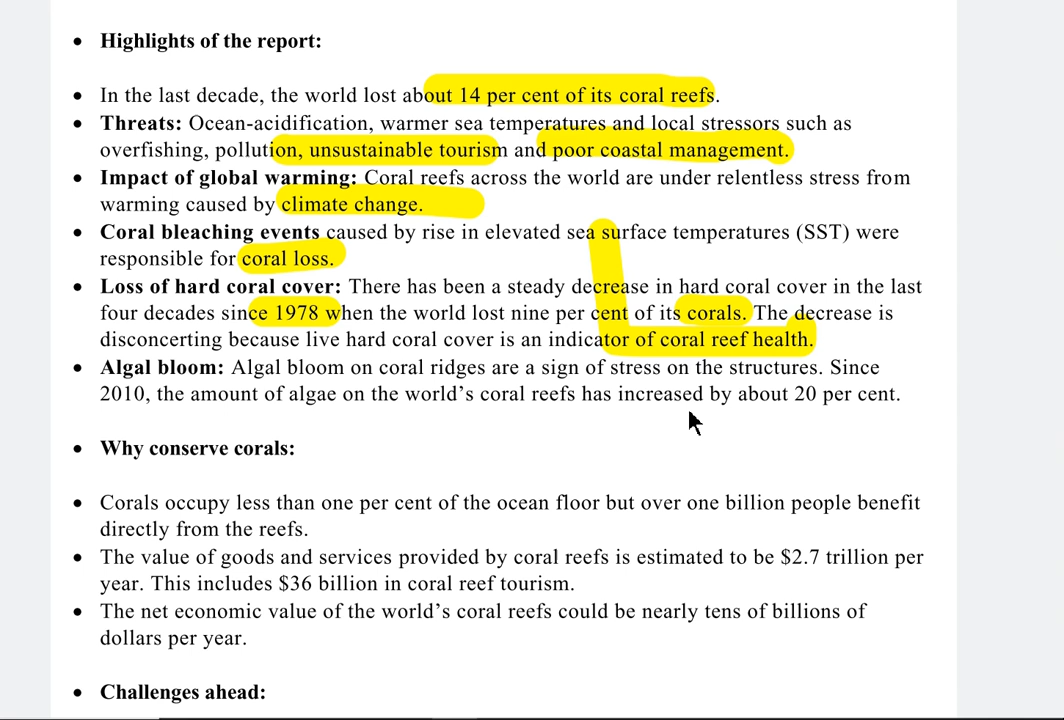 • Highlights of the report:
• In the last decade, the world lost about 14 per cent of its coral reefs.
• Threats: Ocean-acidification, warmer sea temperatures and local stressors such as
overfishing, pollution, unsustainable tourism and poor coastal management.
• Impact of global warming: Coral reefs across the world are under relentless stress from
warming caused by climate change.
• Coral bleaching events caused by rise in elevated sea surface temperatures (SST) were
responsible for coral loss.
• Loss of hard coral cover: There has been a steady decrease in hard coral cover in the last
four decades since 1978 when the world lost nine per cent of its corals. The decrease is
disconcerting because live hard coral cover is an indicator of coral reef health.
• Algal bloom: Algal bloom on coral ridges are a sign of stress on the structures. Since
2010, the amount of algae on the world’s coral reefs has increased by about 20 per cent.
• Why conserve corals:
• Corals occupy less than one per cent of the ocean floor but over one billion people benefit
directly from the reefs.
• The value of goods and services provided by coral reefs is estimated to be $2.7 trillion per
year. This includes $36 billion in coral reef tourism.
• The net economic value of the world’s coral reefs could be nearly tens of billions of
dollars per year.
• Challenges ahead: